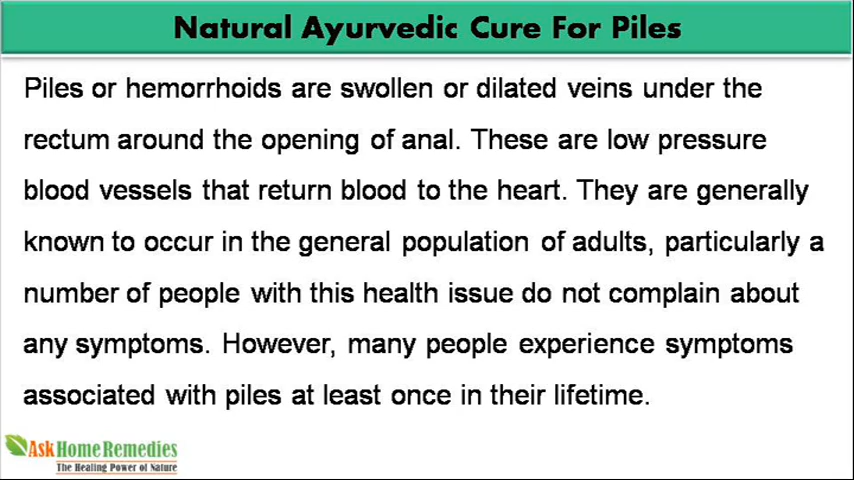 Natural Ayurvedic Cure For Piles
Piles or hemorrhoids are swollen or dilated veins under the
rectum around the opening of anal. These are low pressure
blood vessels that return blood to the heart. They are generally
known to occur in the general population of adults, particularly a
number of people with this health issue do not complain about
any symptoms. However, many people experience symptoms
associated with piles at least once in their lifetime.
AskHomeRemedies
The Healing Power of Nature